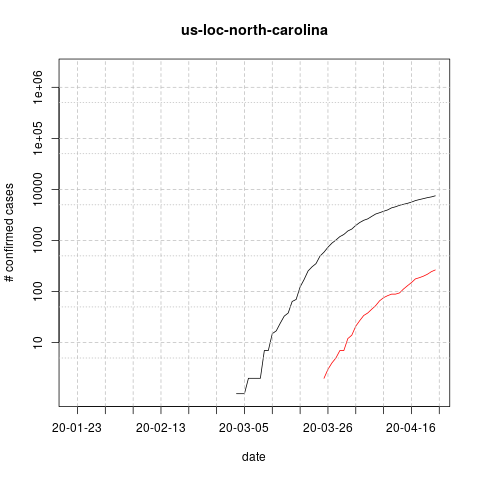 us-loc-north-carolina
# confirmed cases
1e+06
1e+05
10000
1000
100
10
20-01-23 20-02-13 20-03-05 20-03-26 20-04-16
date